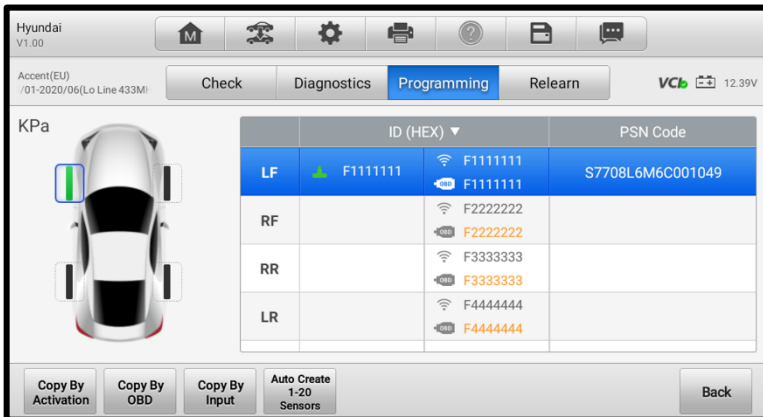 Hyundai
V1.00
M
?
Accent(EU)
/01-2020/06(Lo Line 433MH
Check
Diagnostics
Programming
Relearn
VCI
12.39V
KPa
ID (HEX) ▼
PSN Code
LF
F1111111
F1111111
OBD F1111111
S7708L6M6C001049
RF
F2222222
OBD F2222222
RR
F3333333
OBD F3333333
LR
F4444444
OBD F4444444
Copy By
Activation
Copy By
OBD
Copy By
Input
Auto Create
1-20
Sensors
Back